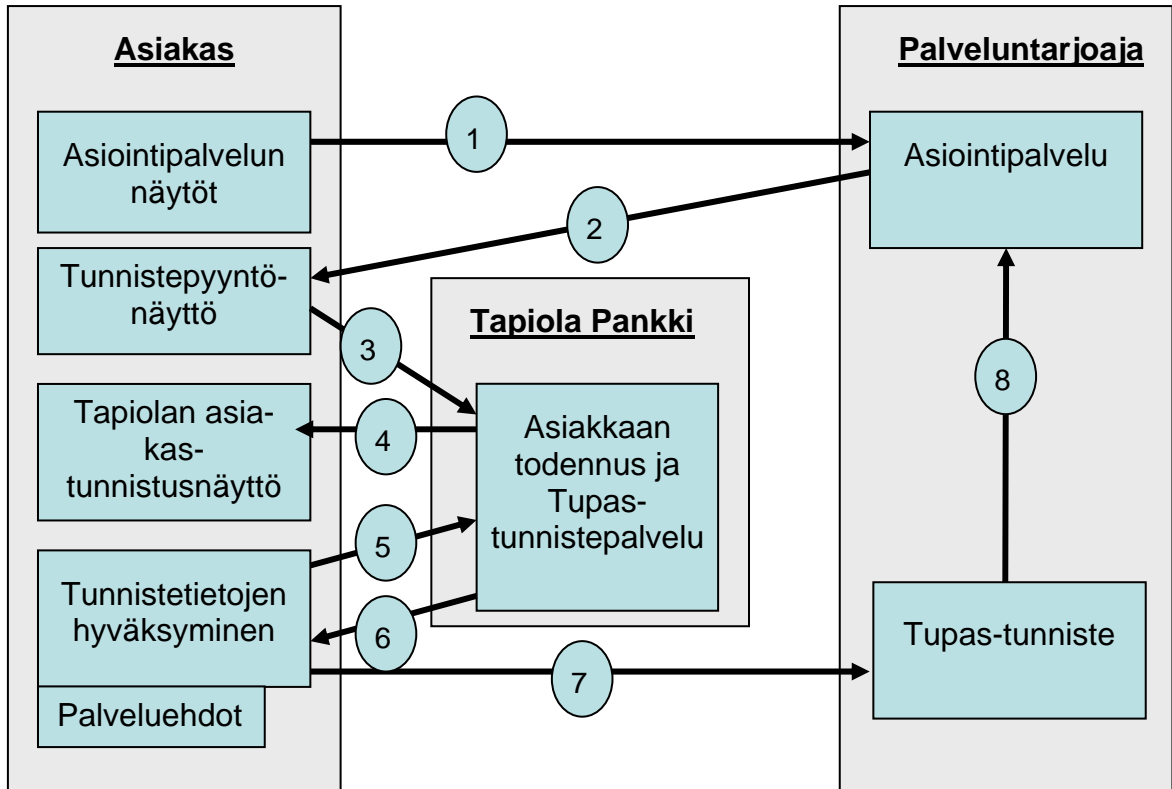 Asiakas
Asiointipalvelun
näytöt
Tunnistepyyntö-
näyttö
Tapiolan asia-
kas-
tunnistusnäyttö
Tunnistetietojen
hyväksyminen
Palveluehdot
1
2
3
4
5
6
7
Tapiola Pankki
Asiakkaan
todennus ja
Tupas-
tunnistepalvelu
Palveluntarjoaja
Asiointipalvelu
8
Tupas-tunniste